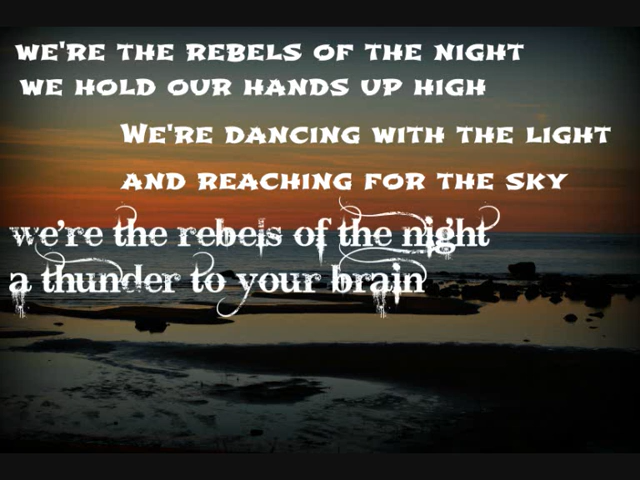 WE'RE THE REBELS OF THE NIGHT
WE HOLD OUR HANDS UP HIGH
WE'RE DANCING WITH THE LIGHT
AND REACHING FOR THE SKY
we're the rebels of the night
a thunder to your brain